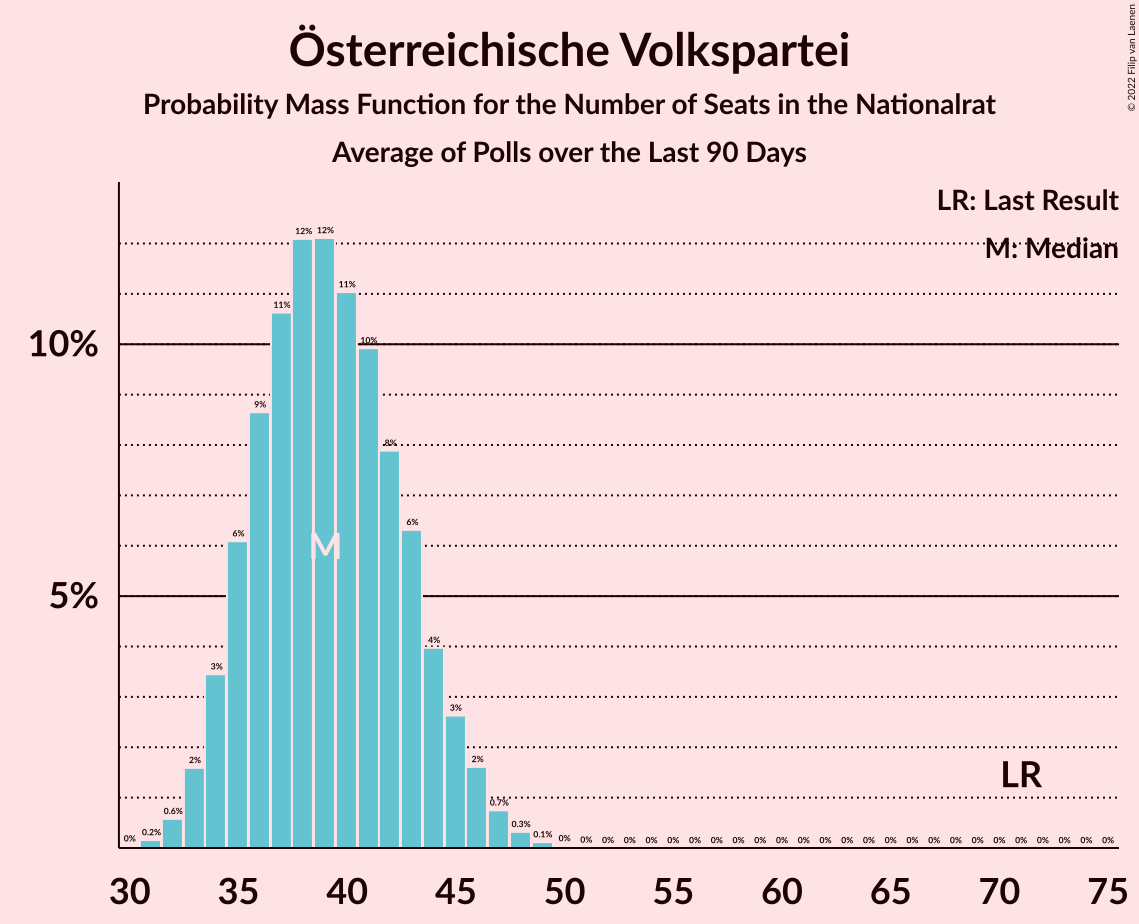 Österreichische Volkspartei
Probability Mass Function for the Number of Seats in the Nationalrat
Average of Polls over the Last 90 Days
© 2022 Filip van Laenen
LR: Last Result
M: Median
10%
5%
0% 0.2% 0.6% 2% 3% 6% 9% 11% 12% 12% 11% 10% 8% 6% 4% 3% 2% 0.7% 0.3% 0.1% 0% 0% 0% 0% 0% 0% 0% 0% 0% 0% 0% 0% 0% 0% 0% 0% 0% 0% 0% 0% 0% 0% 0% 0% 0% 0%
M
LR
30 35 40 45 50 55 60 65 70 75